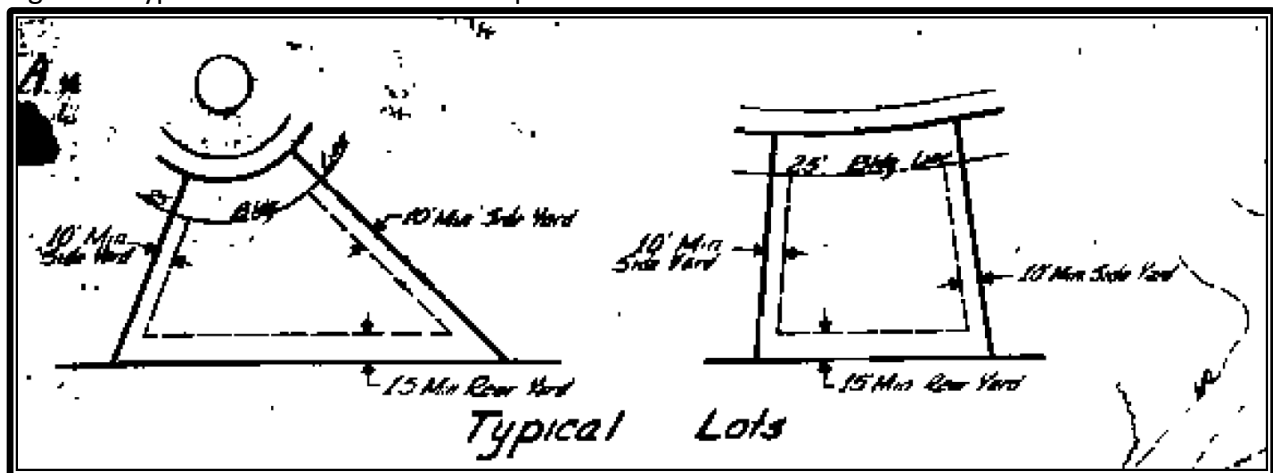 10' Min
Side Yard
Bldg
Line
10' Min Side Yard
15 Min Rear Yard
25' Bldg Line
10' Min
Side Yard
10' Min Side Yard
15 Min Rear Yard
Typical Lots